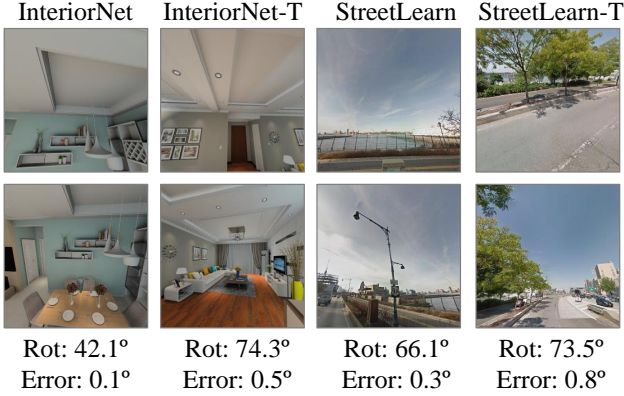 InteriorNet InteriorNet-T StreetLearn StreetLearn-T
Rot: 42.1º Rot: 74.3º Rot: 66.1º Rot: 73.5º
Error: 0.1º Error: 0.5º Error: 0.3º Error: 0.8º